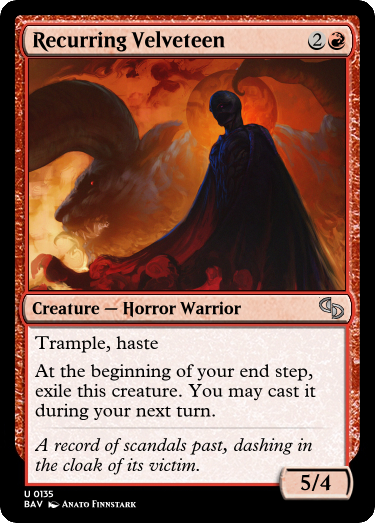 Recurring Velveteen 2
Creature — Horror Warrior
Trample, haste
At the beginning of your end step,
exile this creature. You may cast it
during your next turn.
A record of scandals past, dashing in
the cloak of its victim.
5/4
U 0135
BAV Anato Finnstark